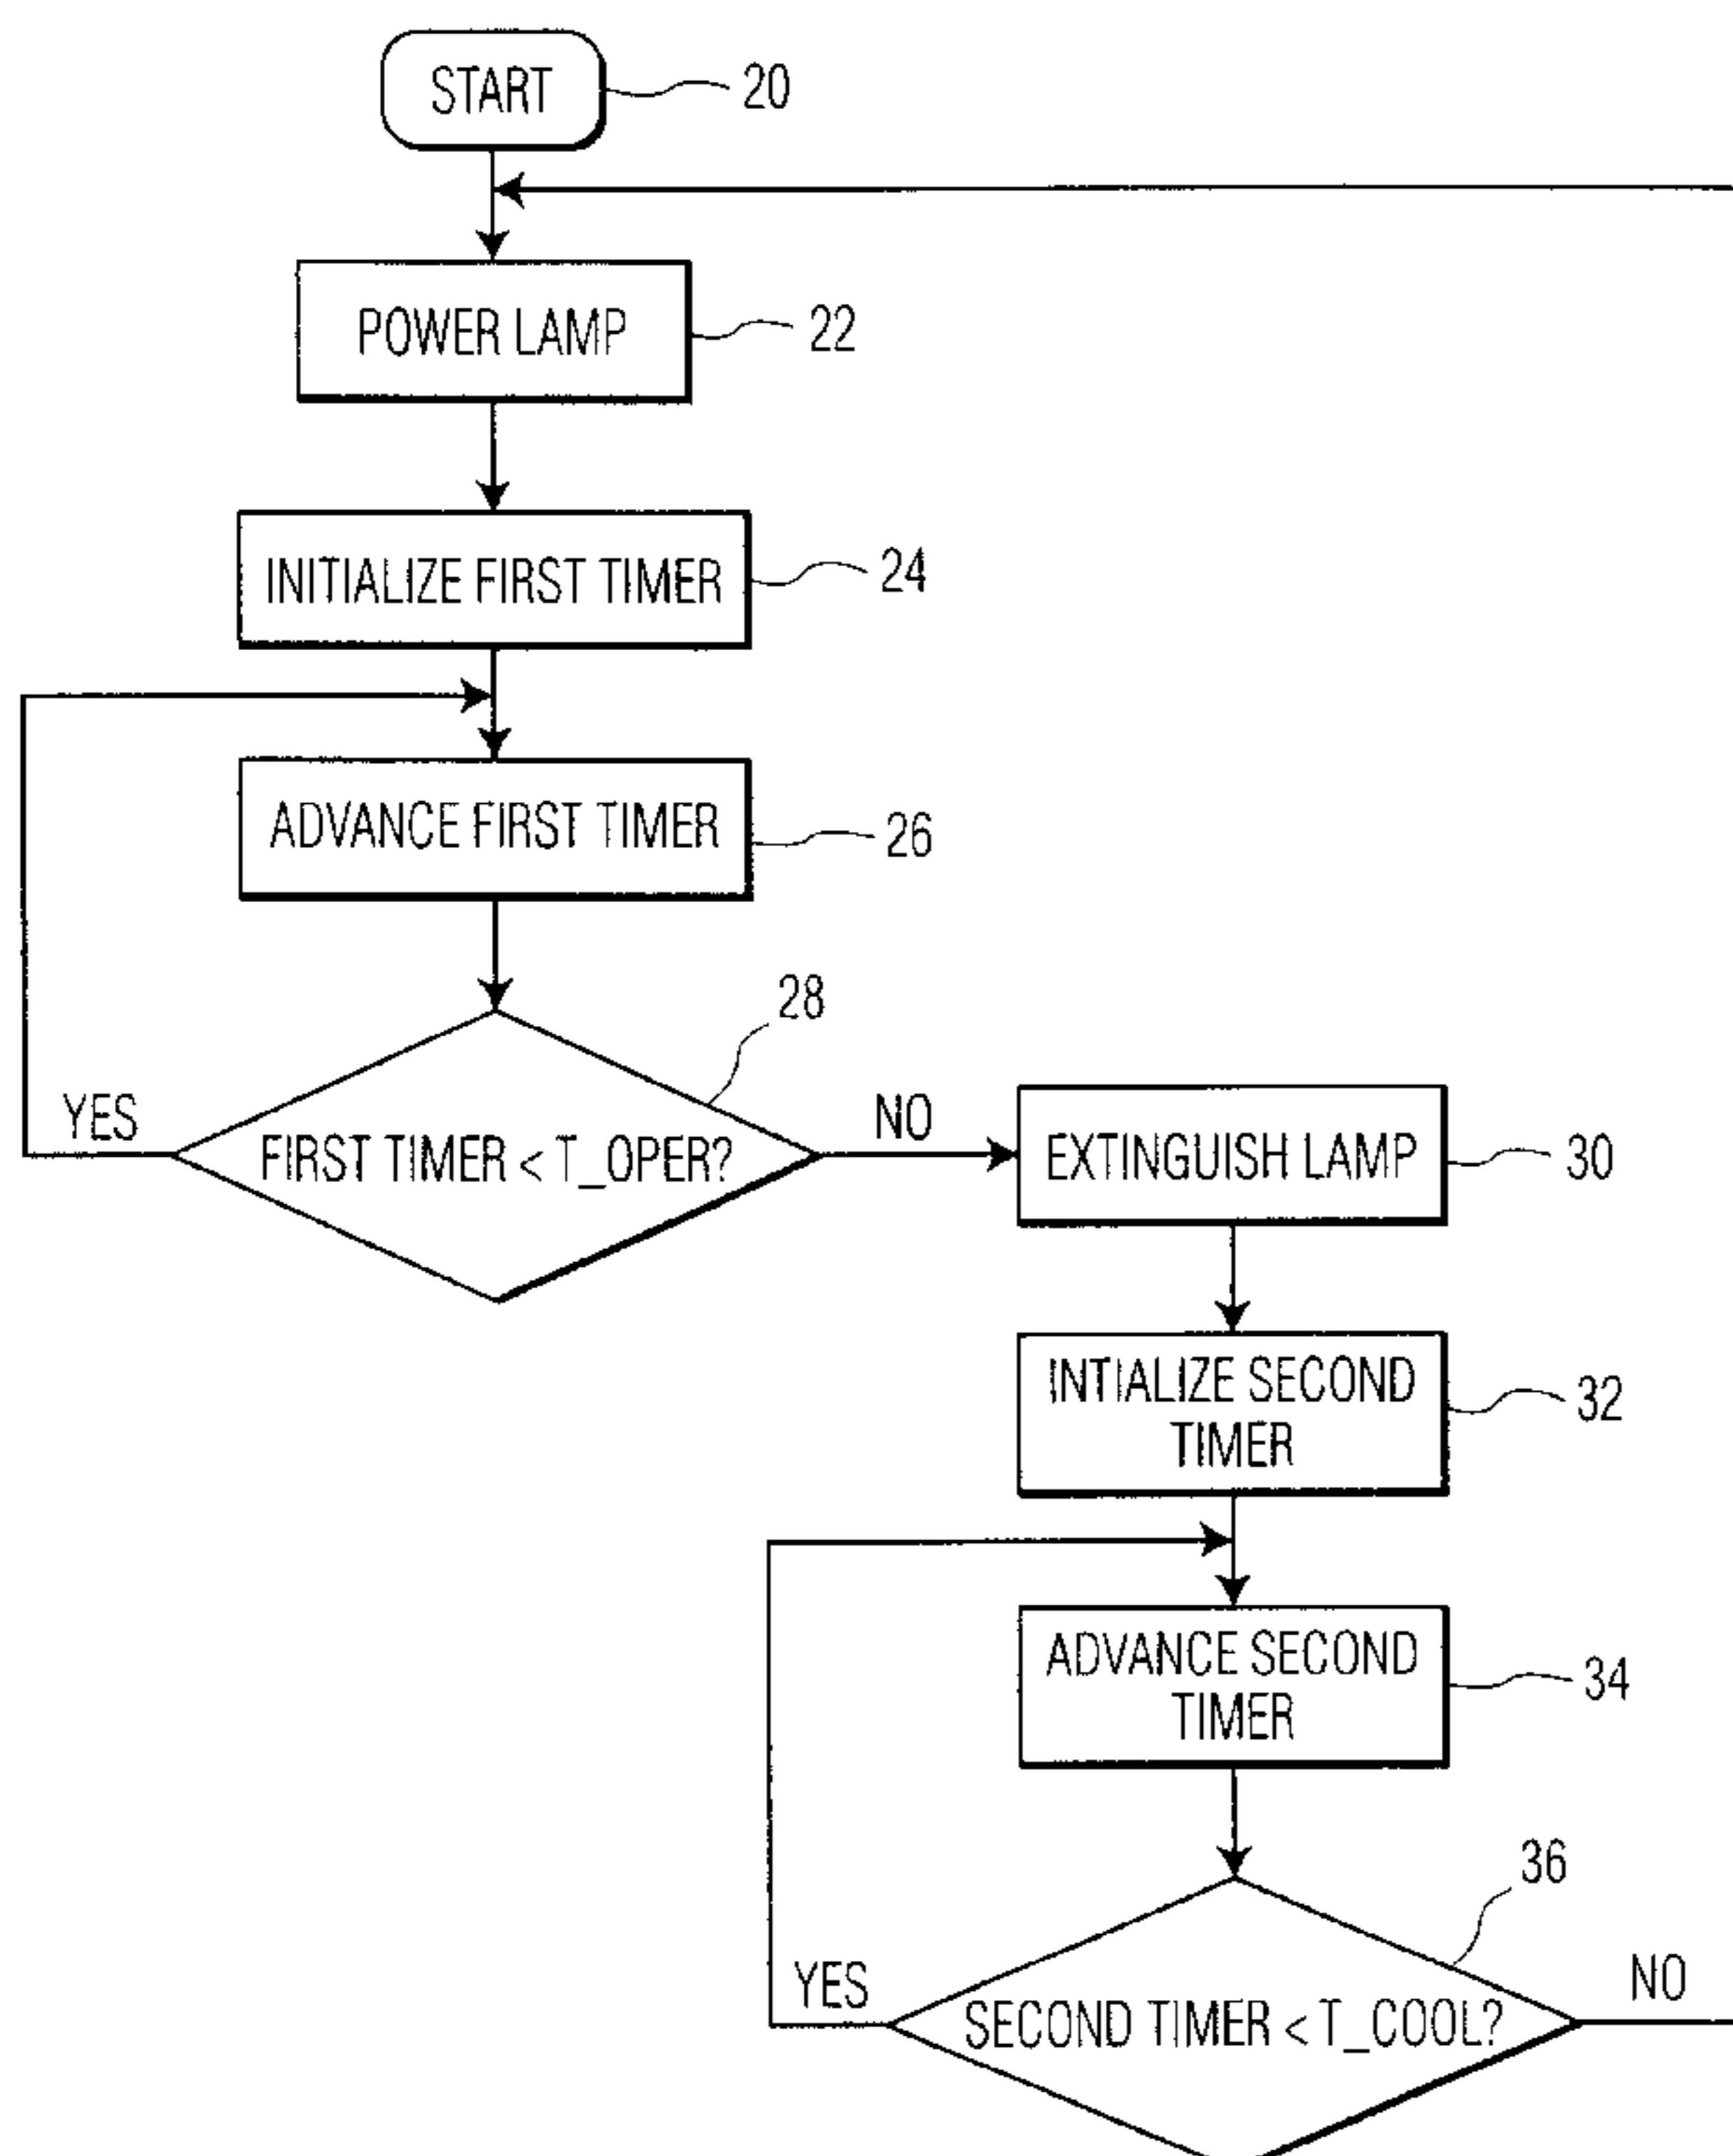 START
20
POWER LAMP
22
INITIALIZE FIRST TIMER
24
ADVANCE FIRST TIMER
26
28
YES
FIRST TIMER < T_OPER?
NO
EXTINGUISH LAMP
30
INTIALIZE SECOND
TIMER
32
ADVANCE SECOND
TIMER
34
36
YES
SECOND TIMER < T_COOL?
NO